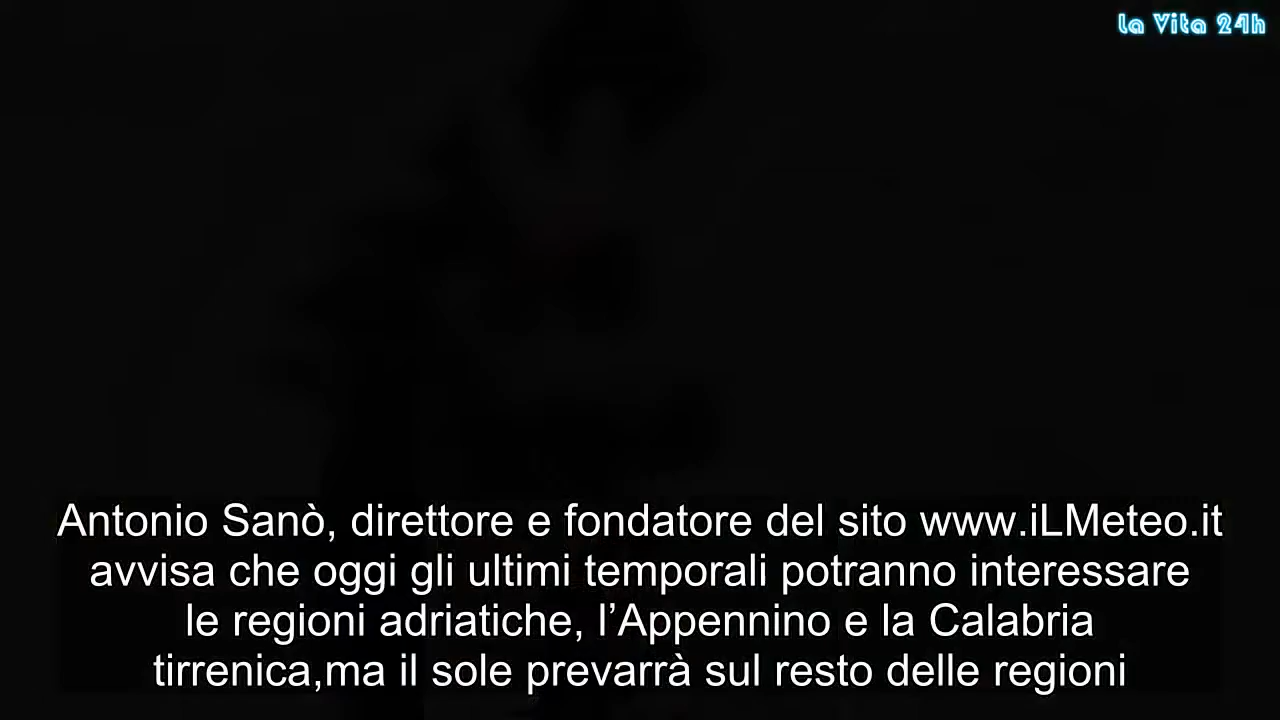 la Vita 24h
Antonio Sanò, direttore e fondatore del sito www.iLMeteo.it
avvisa che oggi gli ultimi temporali potranno interessare
le regioni adriatiche, l’Appennino e la Calabria
tirrenica,ma il sole prevarrà sul resto delle regioni